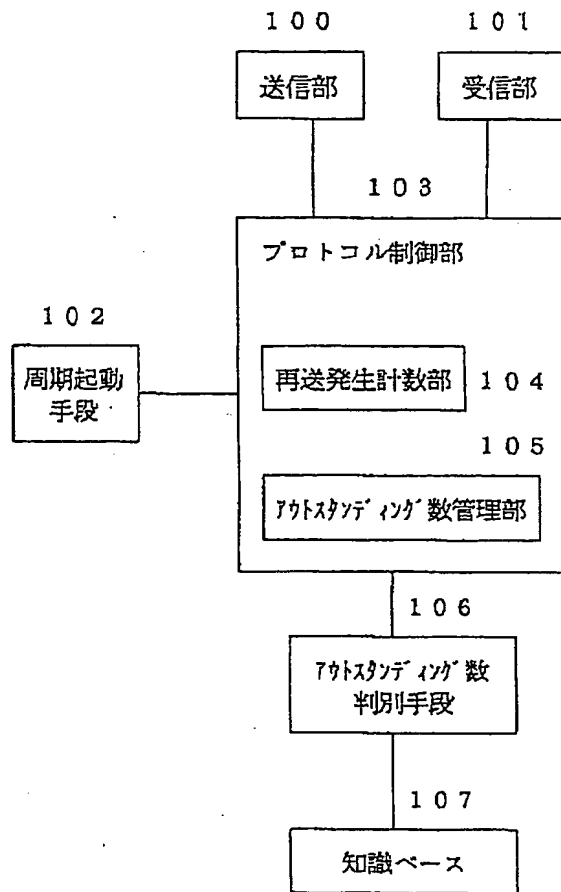 100
101
送信部
受信部
103
プロトコル制御部
102
周期起動
手段
再送発生計数部
104
105
アウトスタンディング数管理部
106
アウトスタンディング数
判別手段
107
知識ベース